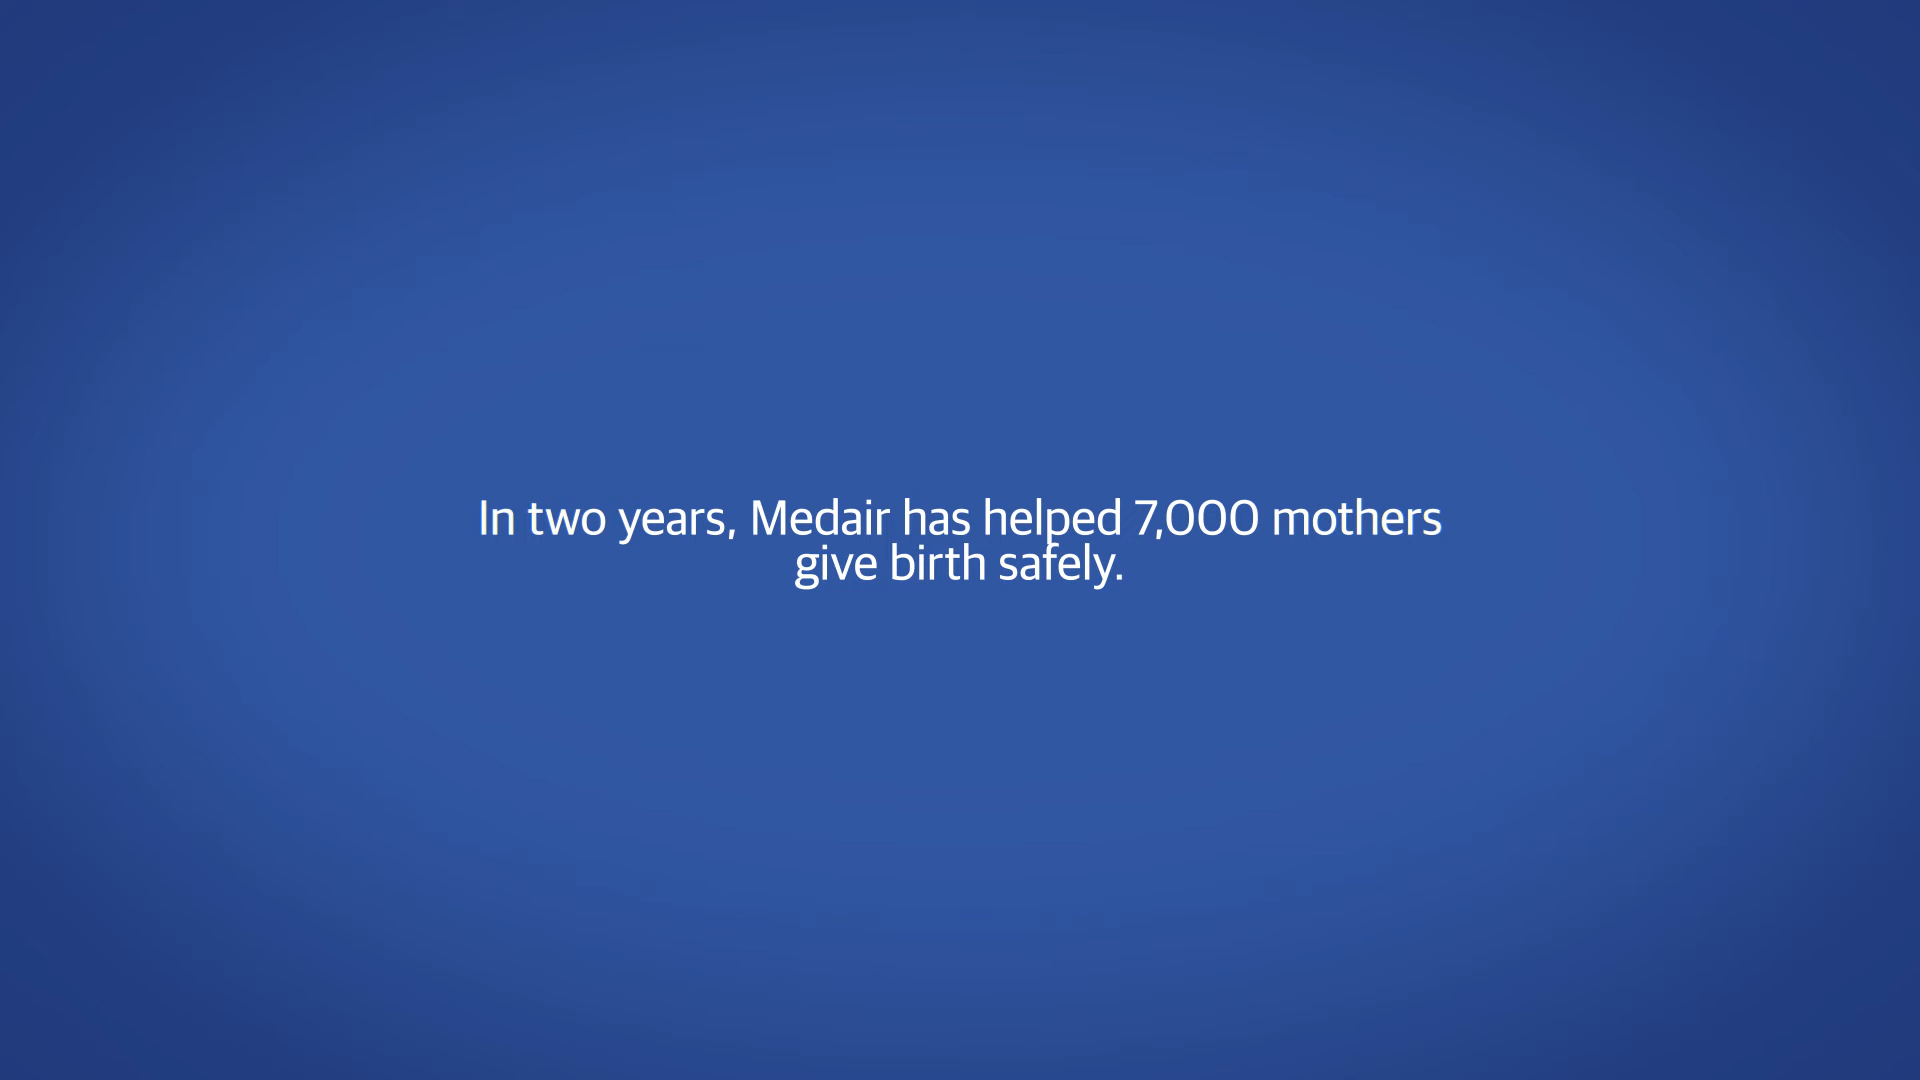 In two years, Medair has helped 7,000 mothers
give birth safely.